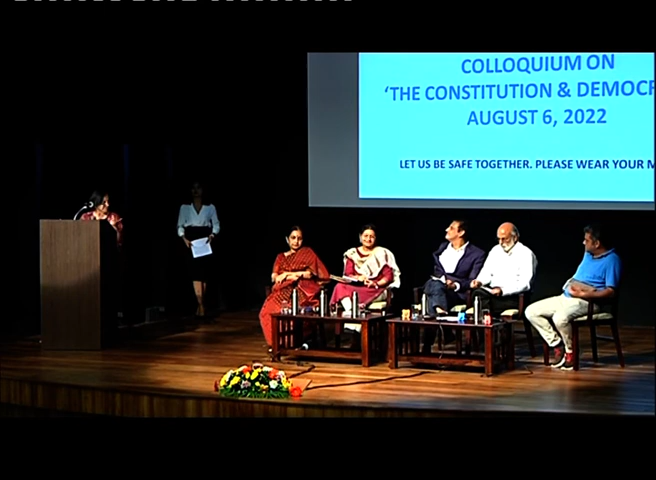 COLLOQUIUM ON
'THE CONSTITUTION & DEMOCR
AUGUST 6, 2022
LET US BE SAFE TOGETHER. PLEASE WEAR YOUR M